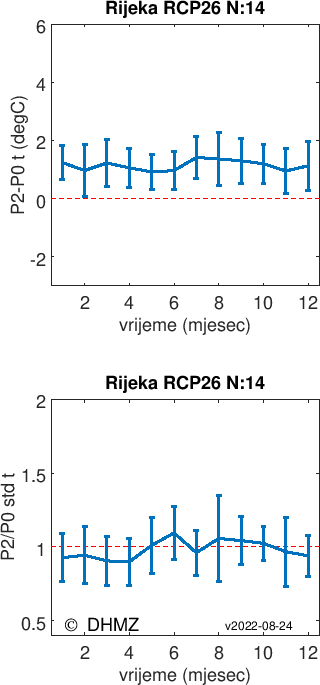 Rijeka RCP26 N:14
P2-P0 t (degC)
6
4
2
0
-2
2 4 6 8 10 12
vrijeme (mjesec)
Rijeka RCP26 N:14
P2/P0 std t
2
1.5
1
0.5
© DHMZ v2022-08-24
2 4 6 8 10 12
vrijeme (mjesec)